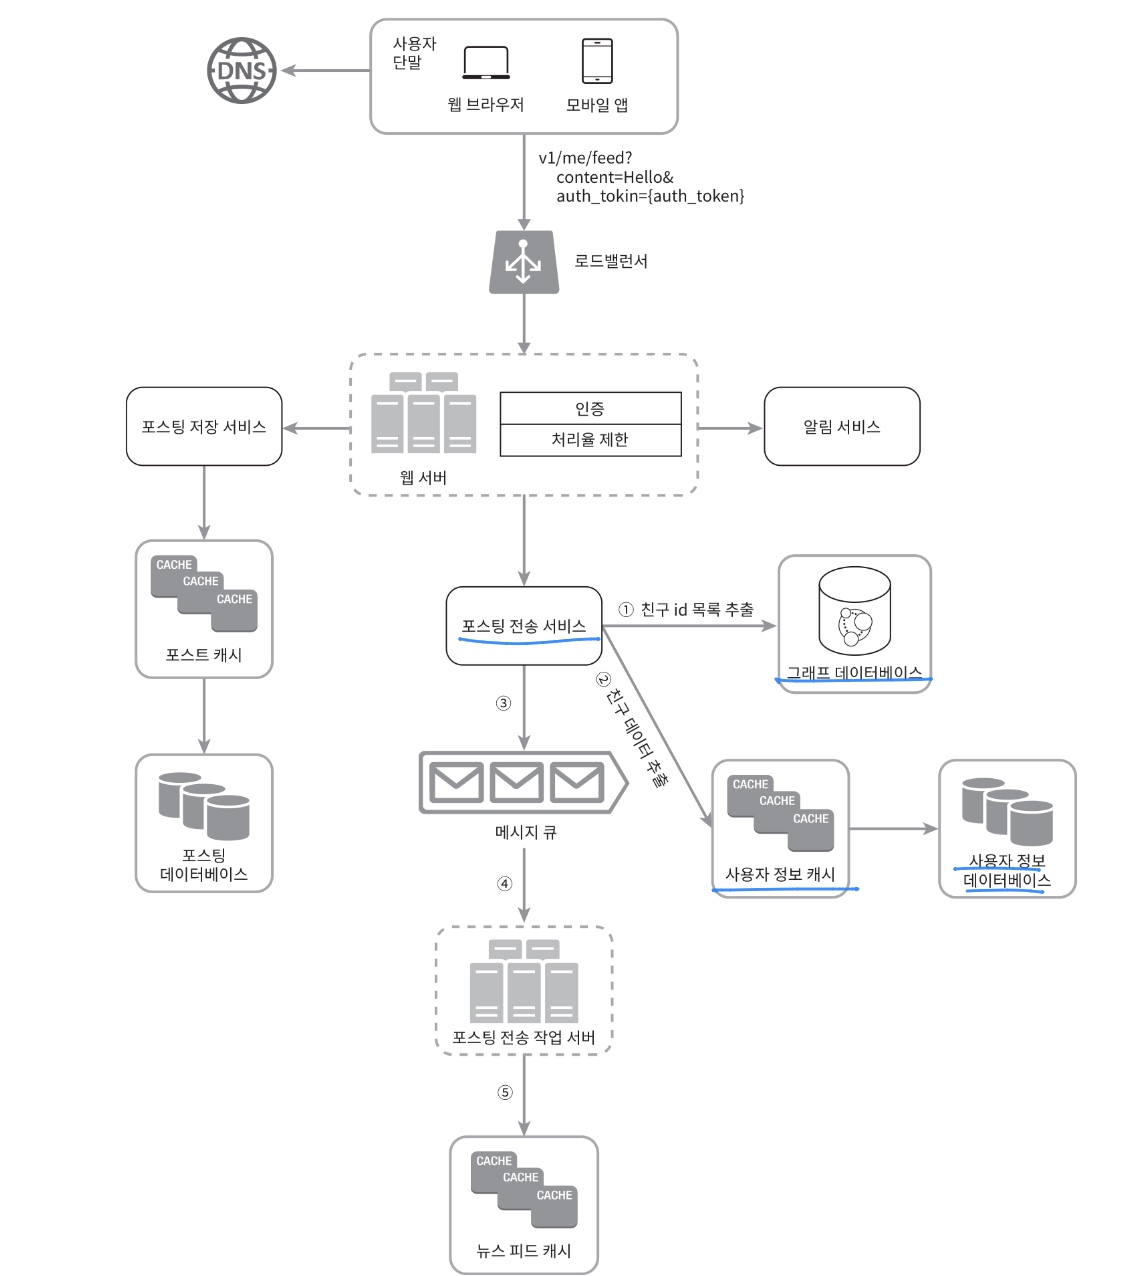 DNS
사용자
단말
웹 브라우저
모바일 앱
v1/me/feed?
content=Hello&
auth_tokin={auth_token}
로드밸런서
포스팅 저장 서비스
인증
처리율 제한
웹 서버
알림 서비스
CACHE
CACHE
CACHE
포스트 캐시
포스팅 전송 서비스
① 친구 id 목록 추출
그래프 데이터베이스
② 친구 데이터 추출
③
메시지 큐
포스팅
데이터베이스
CACHE
CACHE
CACHE
사용자 정보 캐시
사용자 정보
데이터베이스
④
포스팅 전송 작업 서버
⑤
CACHE
CACHE
CACHE
뉴스 피드 캐시